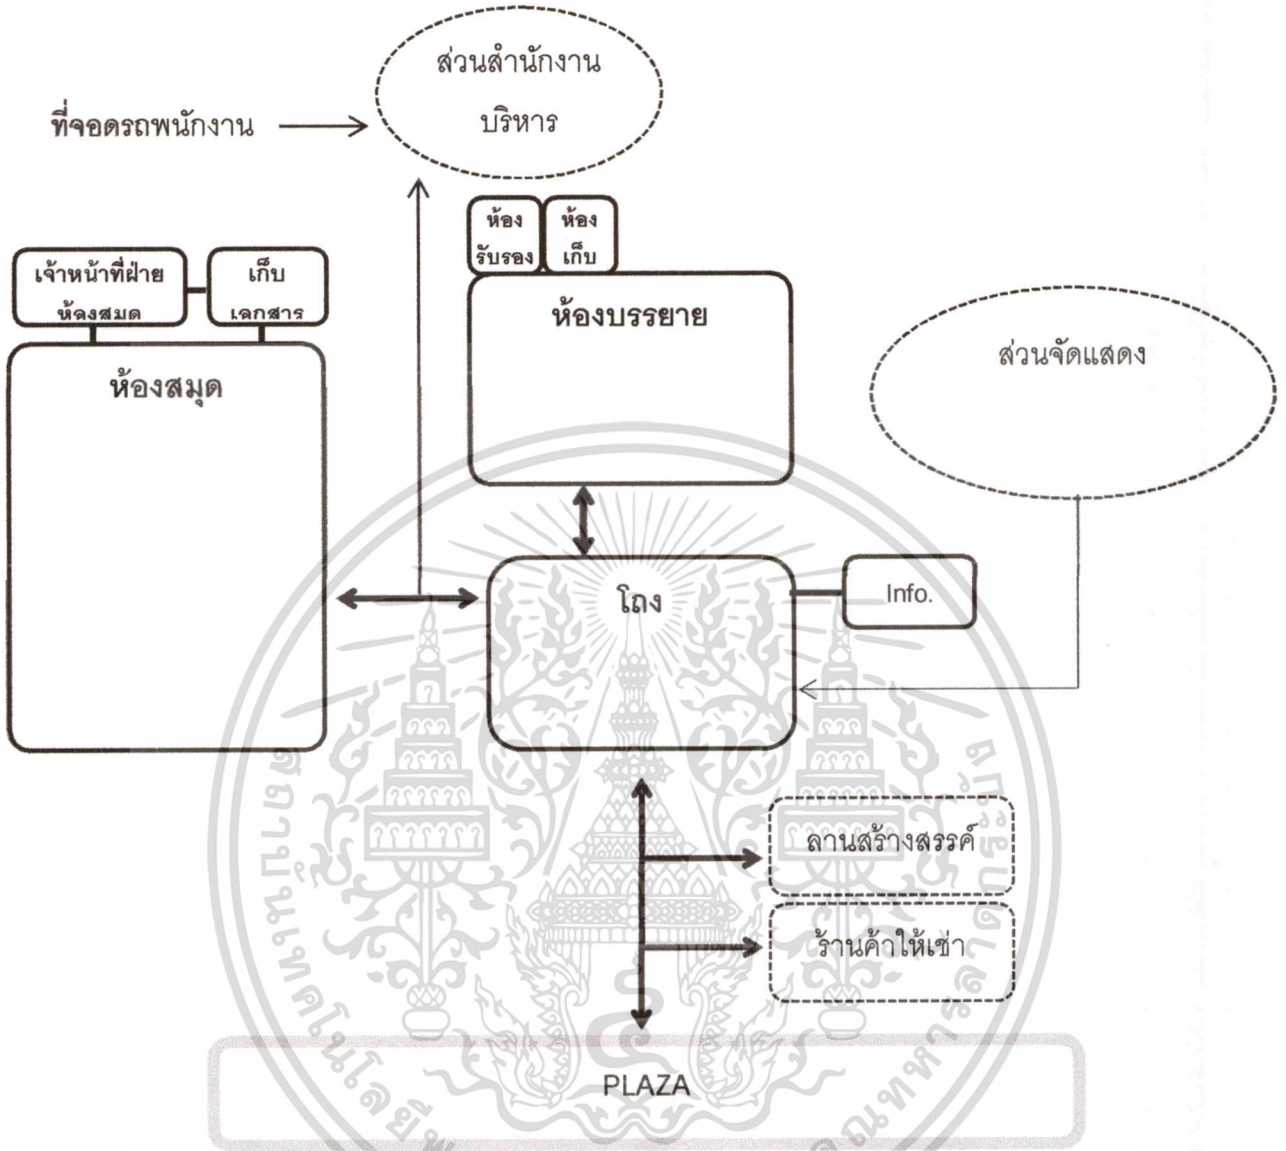 ส่วนสำนักงาน
บริหาร
ที่จอดรถพนักงาน
ห้อง
รับรอง
ห้อง
เก็บ
เจ้าหน้าที่ฝ่าย
ห้องสมุด
เก็บ
เอกสาร
ห้องบรรยาย
ส่วนจัดแสดง
ห้องสมุด
โถง
Info.
ลานสร้างสรรค์
ร้านค้าให้เช่า
PLAZA